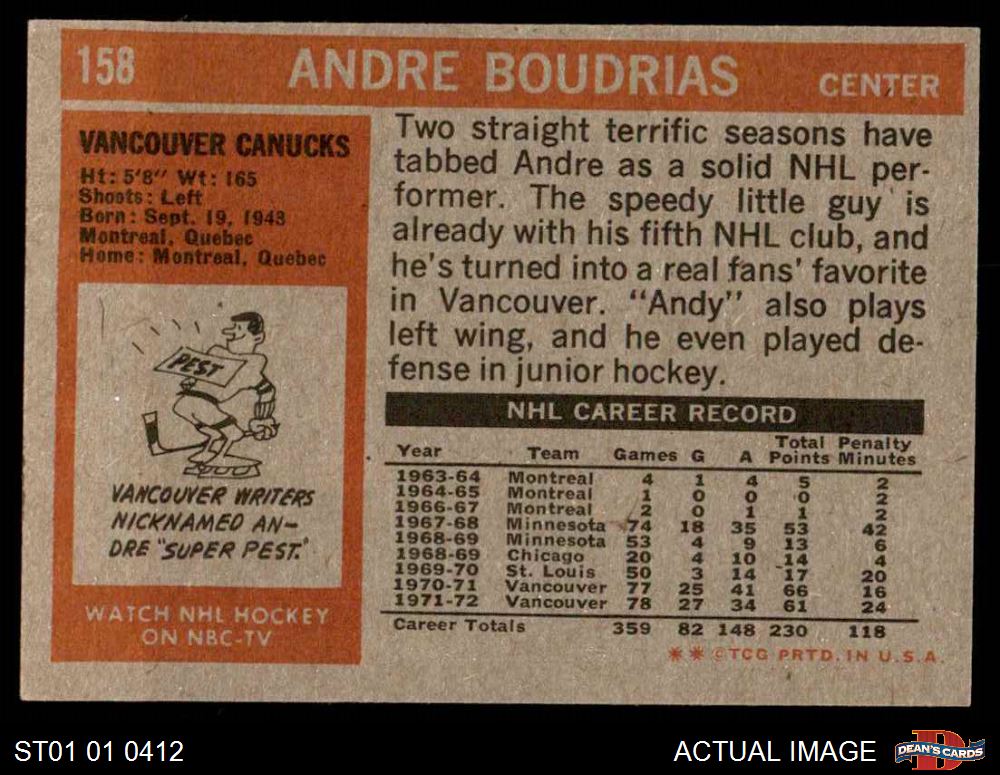 158 ANDRE BOUDRIAS CENTER
VANCOUVER CANUCKS
Ht: 5'8" Wt: 165
Shoots: Left
Born: Sept. 19, 1943
Montreal, Quebec
Home: Montreal, Quebec
PEST
VANCOUVER WRITERS
NICKNAMED AN-
DRE "SUPER PEST."
WATCH NHL HOCKEY
ON NBC-TV
Two straight terrific seasons have
tabbed Andre as a solid NHL per-
former. The speedy little guy is
already with his fifth NHL club, and
he's turned into a real fans' favorite
in Vancouver. "Andy" also plays
left wing, and he even played de-
fense in junior hockey.
NHL CAREER RECORD
Year Team Games G A Total Points Penalty Minutes
1963-64 Montreal 4 1 4 5 2
1964-65 Montreal 1 0 0 0 2
1966-67 Montreal 2 0 1 1 2
1967-68 Minnesota 74 18 35 53 42
1968-69 Minnesota 53 4 9 13 6
1968-69 Chicago 20 4 10 14 4
1969-70 St. Louis 50 3 14 17 20
1970-71 Vancouver 77 25 41 66 16
1971-72 Vancouver 78 27 34 61 24
Career Totals 359 82 148 230 118
** ©TCG PRTD. IN U.S.A.
ST01 01 0412
ACTUAL IMAGE
DEAN'S CARDS